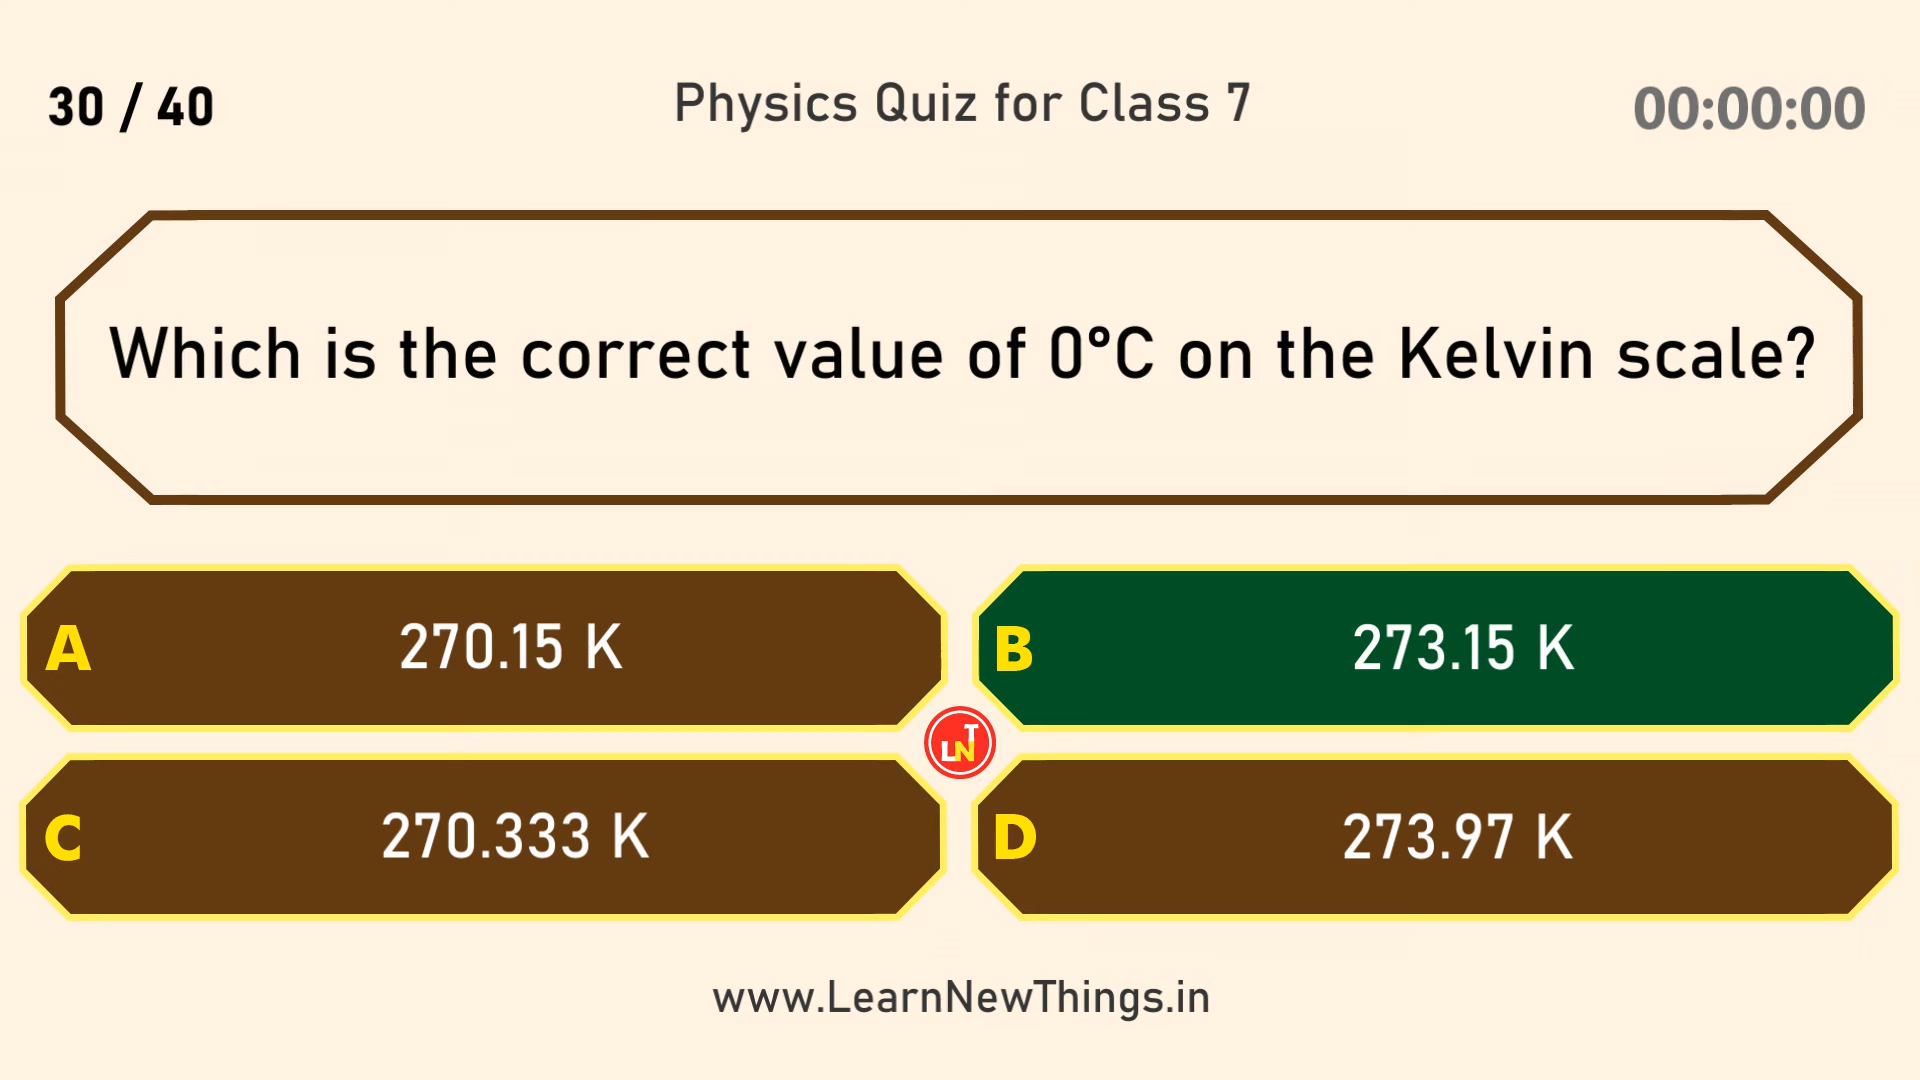 30 / 40
Physics Quiz for Class 7
00:00:00
Which is the correct value of 0°C on the Kelvin scale?
A 270.15 K
B 273.15 K
LNT
C 270.333 K
D 273.97 K
www.LearnNewThings.in